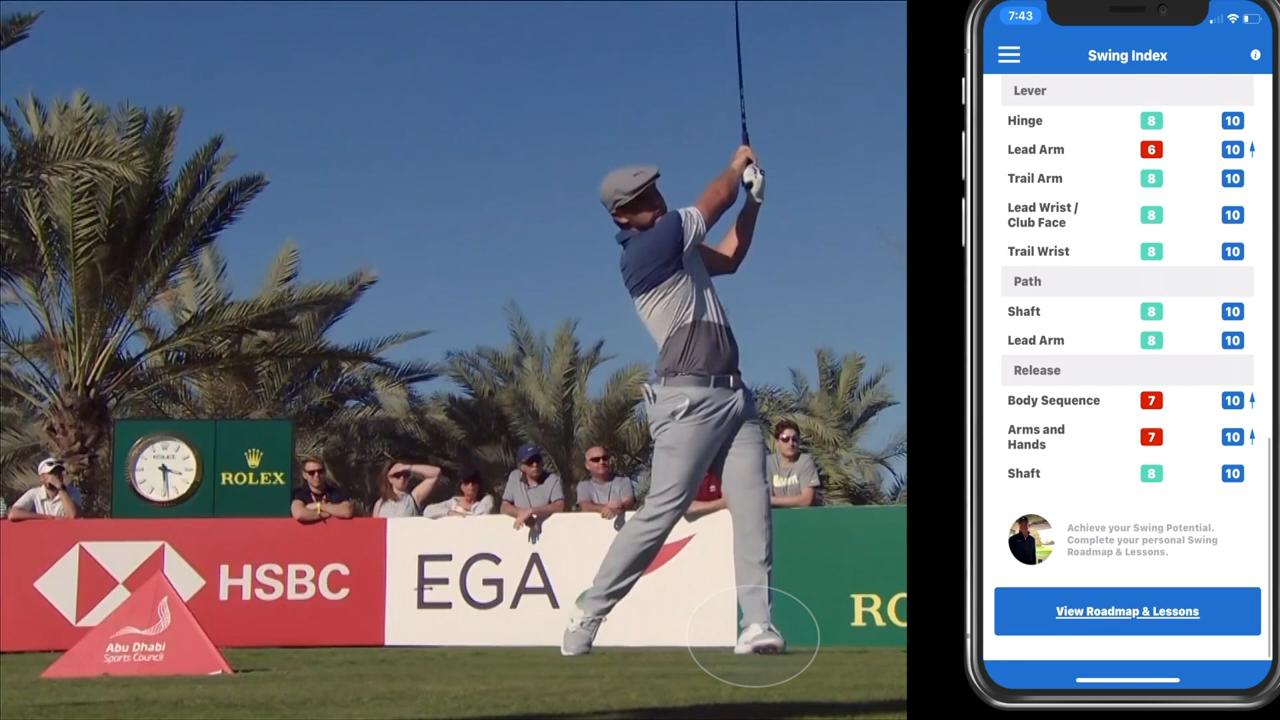 ROLEX
ROLEX
HSBC
EGA
RO
Abu Dhabi
Sports Council
7:43
Swing Index
Lever
Hinge 8 10
Lead Arm 6 10
Trail Arm 8 10
Lead Wrist /
Club Face 8 10
Trail Wrist 8 10
Path
Shaft 8 10
Lead Arm 8 10
Release
Body Sequence 7 10
Arms and
Hands 7 10
Shaft 8 10
Achieve your Swing Potential.
Complete your personal Swing
Roadmap & Lessons.
View Roadmap & Lessons